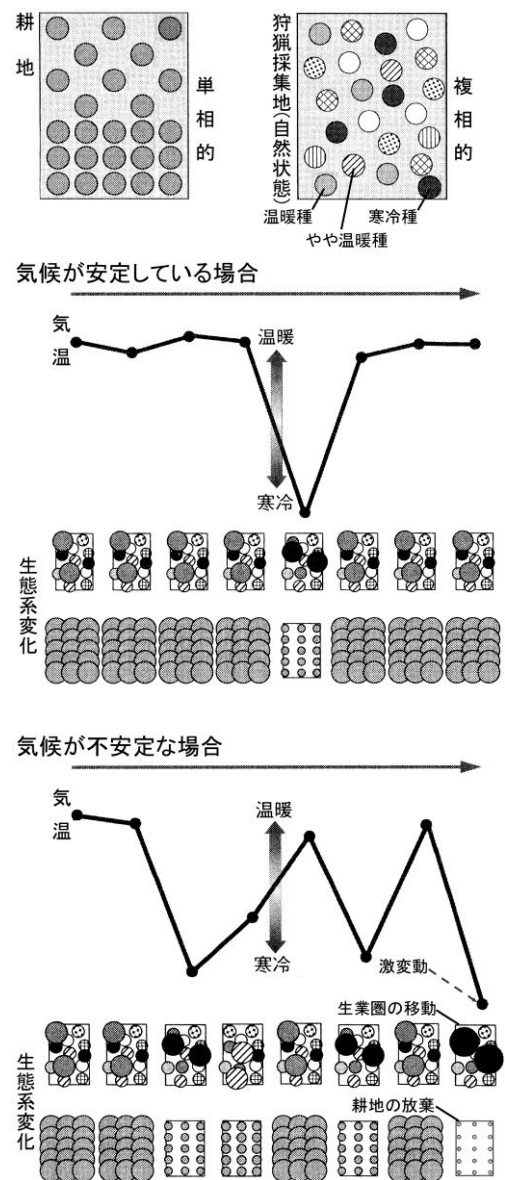 耕地
単相的
狩猟採集地(自然状態)
複相的
温暖種
やや温暖種
寒冷種
気候が安定している場合
気温
温暖
寒冷
生態系変化
気候が不安定な場合
気温
温暖
寒冷
激変動
生業圏の移動
生態系変化
耕地の放棄